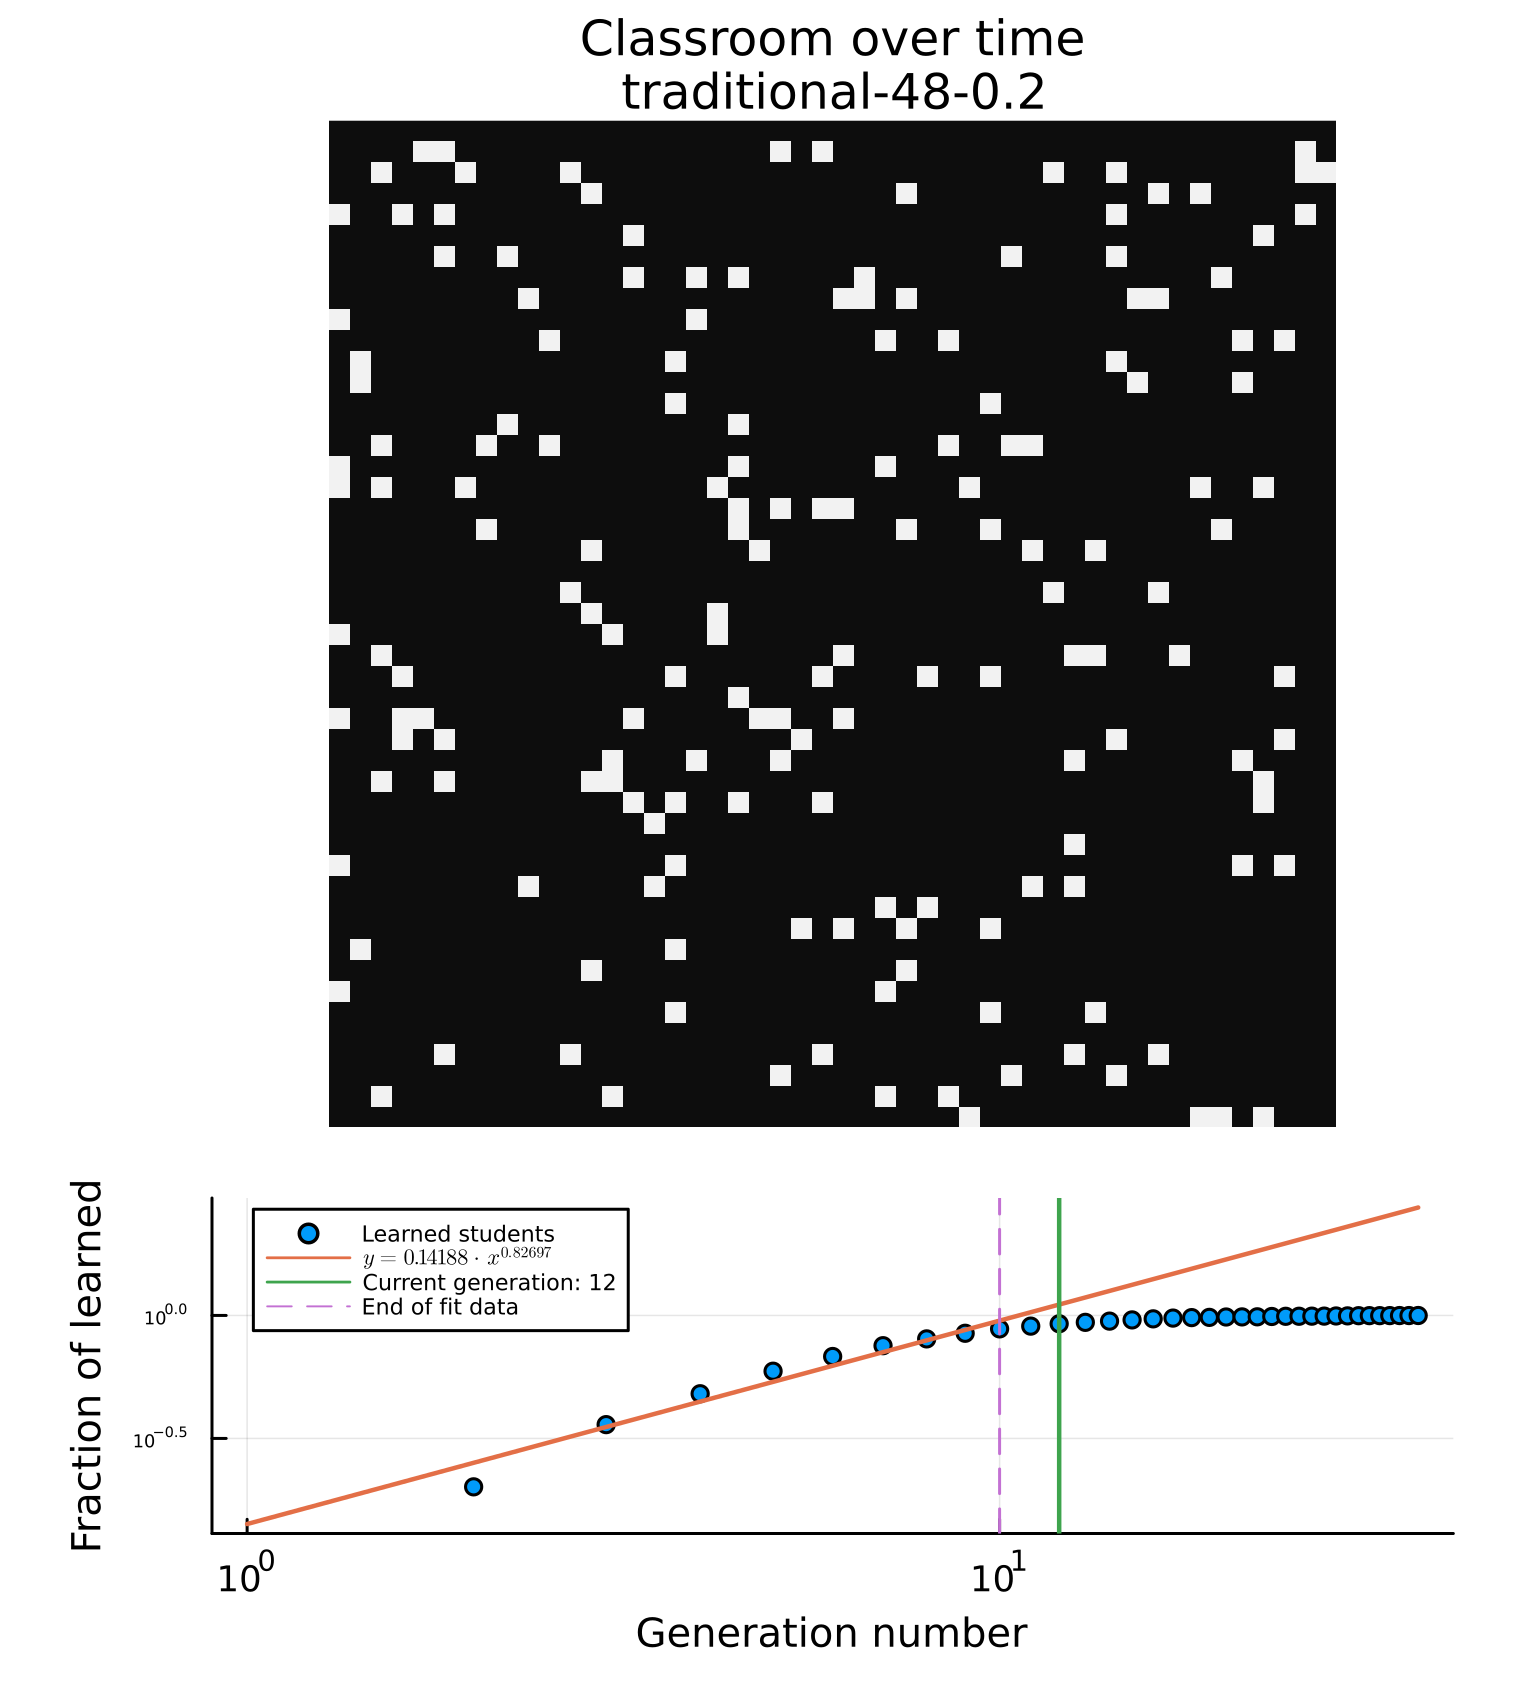 Classroom over time
traditional-48-0.2
Fraction of learned
Learned students
y = 0.14188 · x^0.82697
Current generation: 12
End of fit data
10^0.0
10^−0.5
10^0
10^1
Generation number